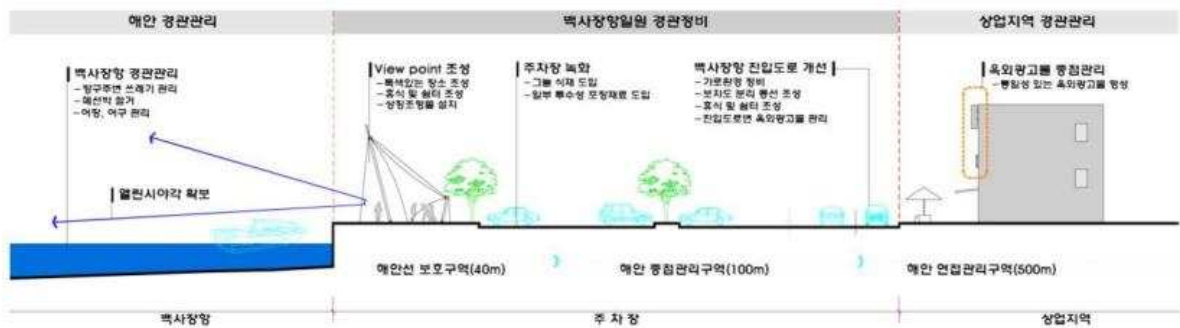 해안 경관관리
백사장항일원 경관정비
상업지역 경관관리
백사장항 경관관리
-항구주변 쓰레기 관리
-폐선박 철거
-어망, 어구 관리
View point 조성
-특색있는 장소 조성
-휴식 및 쉼터 조성
-상징조형물 설치
주차장 녹화
-그늘 식재 도입
-일부 투수성 포장재료 도입
백사장항 진입도로 개선
-가로환경 정비
-보차도 분리 동선 조성
-휴식 및 쉼터 조성
-진입도로변 옥외광고물 관리
옥외광고물 중점관리
-통일성 있는 옥외광고물 형성
열린시야각 확보
해안선 보호구역(40m)
해안 중점관리구역(100m)
해안 연접관리구역(500m)
백사장항
주 차 장
상업지역